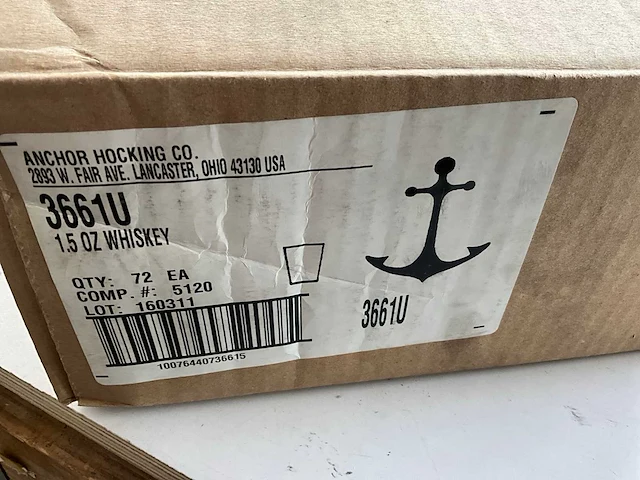 ANCHOR HOCKING CO.
2893 W. FAIR AVE. LANCASTER, OHIO 43130 USA
3661U
1.5 OZ WHISKEY
QTY: 72 EA
COMP. #: 5120
LOT: 160311
10076440736615
3661U